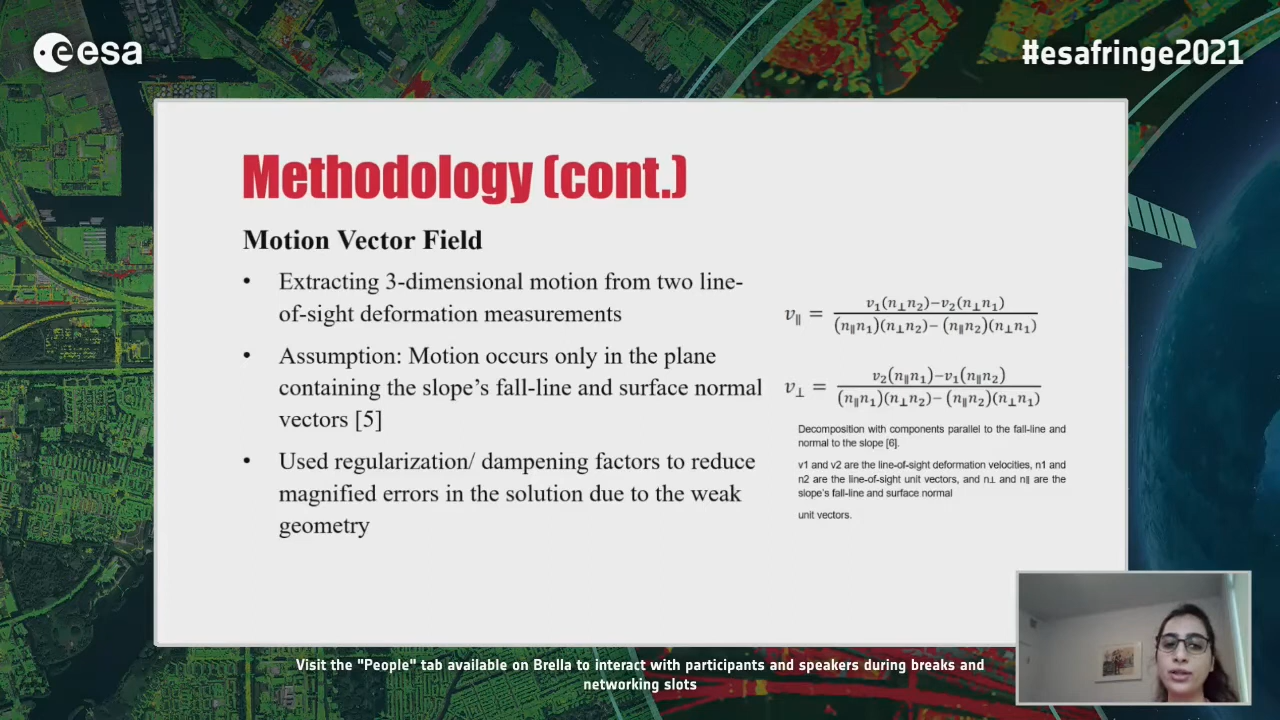 esa
#esafringe2021
Methodology (cont.)
Motion Vector Field
• Extracting 3-dimensional motion from two line-
of-sight deformation measurements
• Assumption: Motion occurs only in the plane
containing the slope's fall-line and surface normal
vectors [5]
• Used regularization/ dampening factors to reduce
magnified errors in the solution due to the weak
geometry
v∥ = v₁(n⊥n₂)−v₂(n⊥n₁) / (n∥n₁)(n⊥n₂)− (n∥n₂)(n⊥n₁)
v⊥ = v₂(n∥n₁)−v₁(n∥n₂) / (n∥n₁)(n⊥n₂)− (n∥n₂)(n⊥n₁)
Decomposition with components parallel to the fall-line and
normal to the slope [6].
v1 and v2 are the line-of-sight deformation velocities, n1 and
n2 are the line-of-sight unit vectors, and n⊥ and n∥ are the
slope's fall-line and surface normal
unit vectors.
Visit the "People" tab available on Brella to interact with participants and speakers during breaks and
networking slots